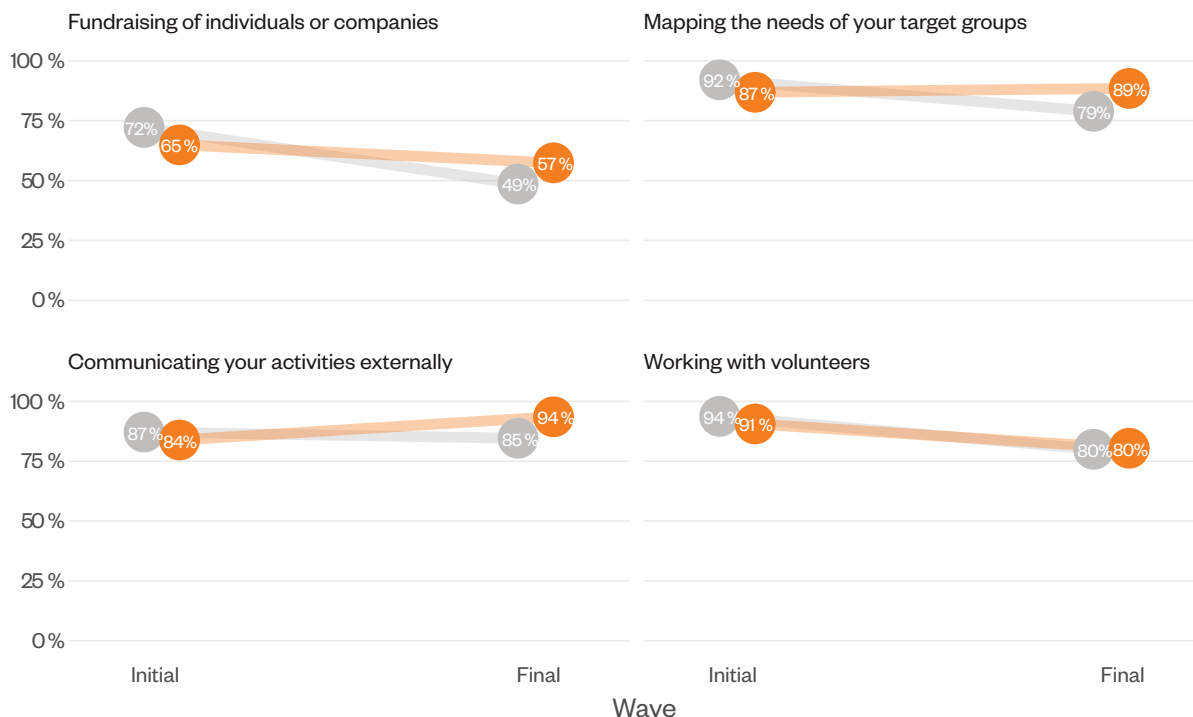 Fundraising of individuals or companies
100 %
75 %
50 %
25 %
0 %
72%
65 %
49%
57 %
Mapping the needs of your target groups
92 %
87 %
79%
89%
Communicating your activities externally
100 %
75 %
50 %
25 %
0 %
87 %
84%
85 %
94 %
Initial
Final
Working with volunteers
94 %
91 %
80%
80%
Initial
Final
Wave